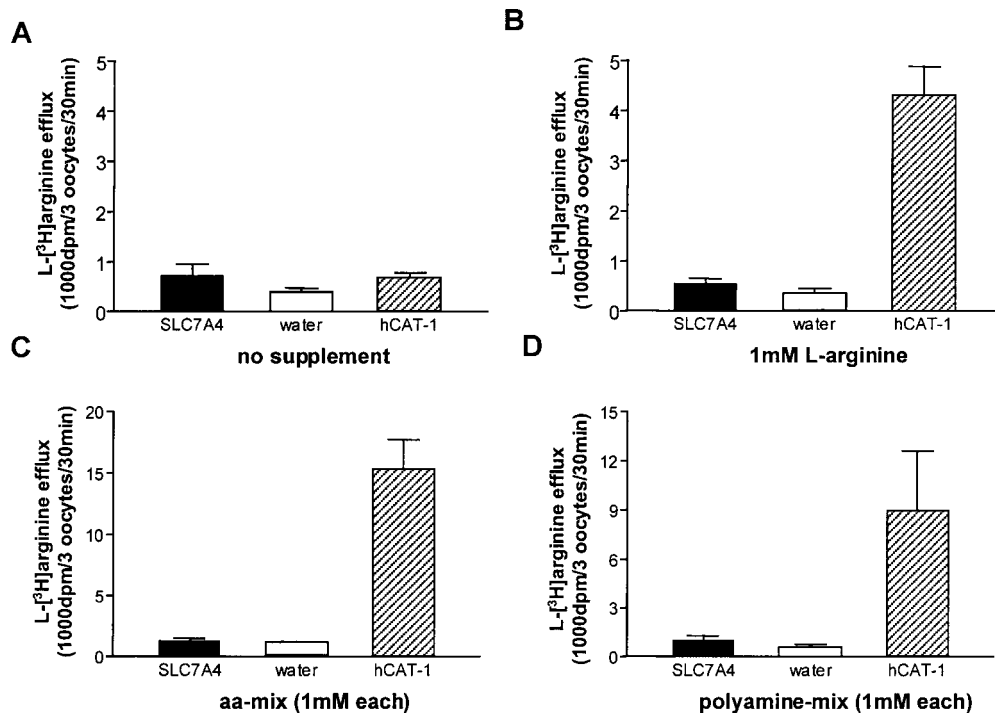 A
L-[³H]arginine efflux
(1000dpm/3 oocytes/30min)
5
4
3
2
1
0
SLC7A4 water hCAT-1
no supplement
B
L-[³H]arginine efflux
(1000dpm/3 oocytes/30min)
5
4
3
2
1
0
SLC7A4 water hCAT-1
1mM L-arginine
C
L-[³H]arginine efflux
(1000dpm/3 oocytes/30min)
20
15
10
5
0
SLC7A4 water hCAT-1
aa-mix (1mM each)
D
L-[³H]arginine efflux
(1000dpm/3 oocytes/30min)
15
12
9
6
3
0
SLC7A4 water hCAT-1
polyamine-mix (1mM each)